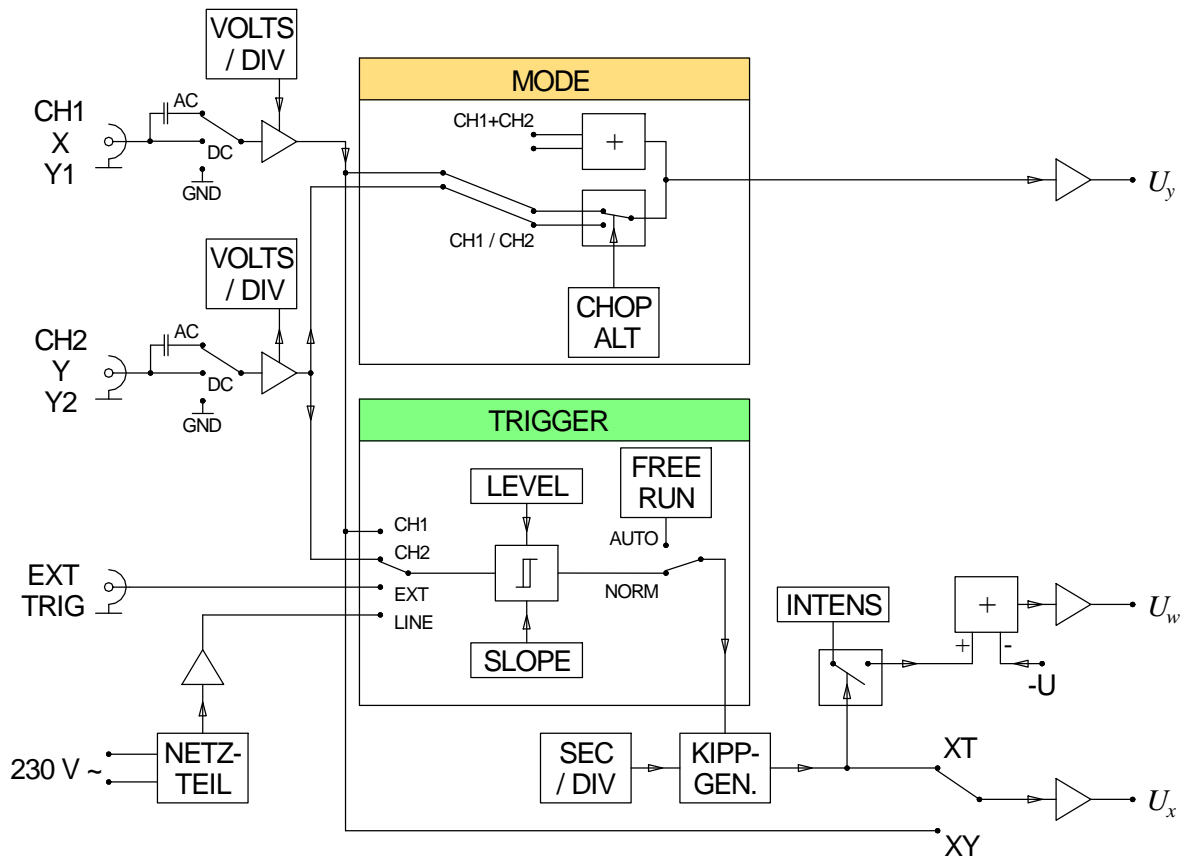 VOLTS
/ DIV
MODE
CH1
X
Y1
AC
DC
GND
CH1+CH2
+
CH1 / CH2
CHOP
ALT
U_y
VOLTS
/ DIV
CH2
Y
Y2
AC
DC
GND
TRIGGER
LEVEL
FREE
RUN
CH1
CH2
EXT
LINE
AUTO
NORM
SLOPE
EXT
TRIG
INTENS
+
+
-
-U
U_w
230 V ~
NETZ-
TEIL
SEC
/ DIV
KIPP-
GEN.
XT
XY
U_x